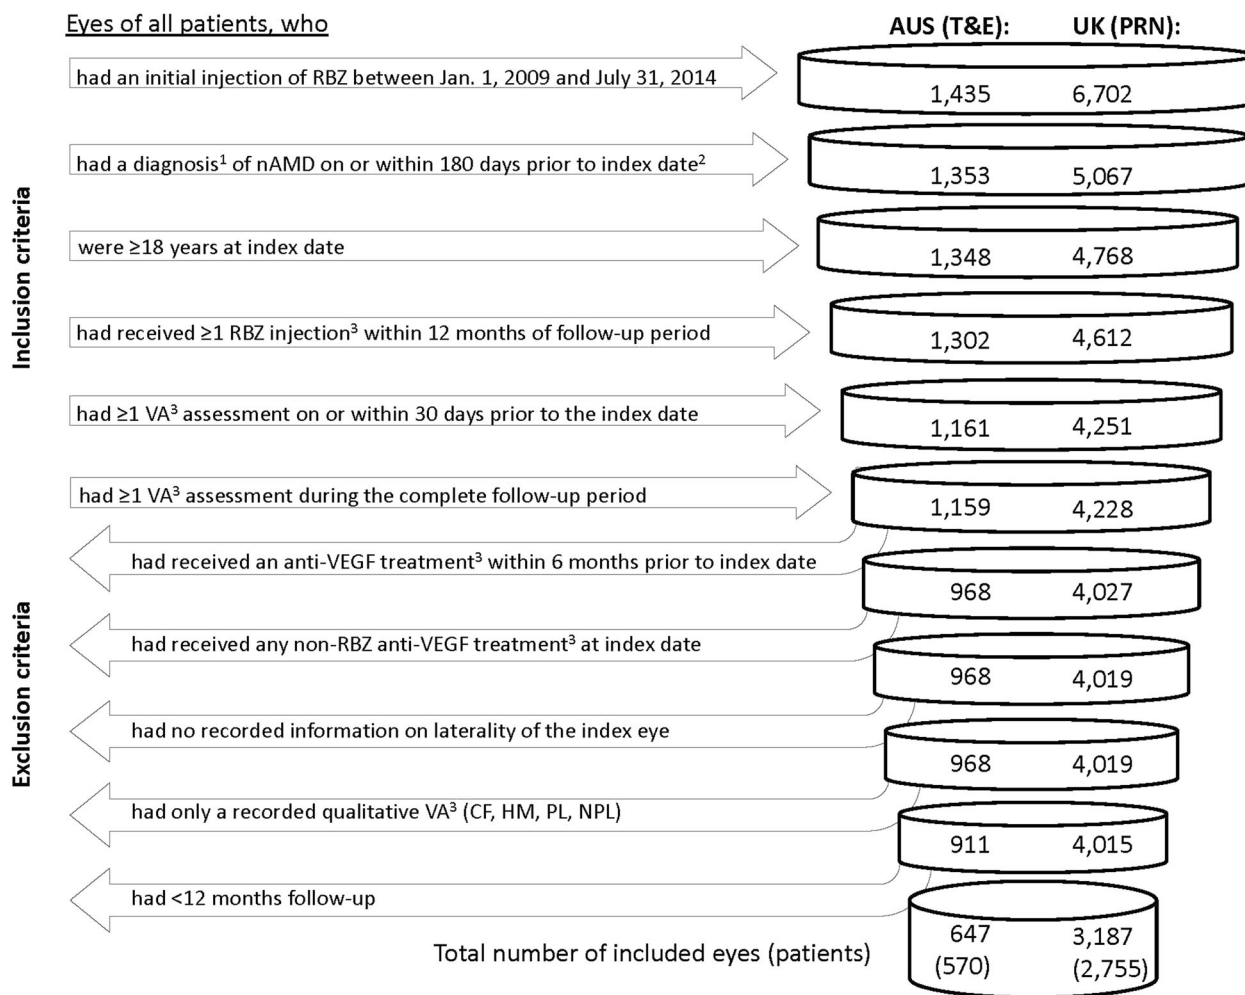 Eyes of all patients, who AUS (T&E): UK (PRN):
Inclusion criteria
had an initial injection of RBZ between Jan. 1, 2009 and July 31, 2014 1,435 6,702
had a diagnosis¹ of nAMD on or within 180 days prior to index date² 1,353 5,067
were ≥18 years at index date 1,348 4,768
had received ≥1 RBZ injection³ within 12 months of follow-up period 1,302 4,612
had ≥1 VA³ assessment on or within 30 days prior to the index date 1,161 4,251
had ≥1 VA³ assessment during the complete follow-up period 1,159 4,228
Exclusion criteria
had received an anti-VEGF treatment³ within 6 months prior to index date 968 4,027
had received any non-RBZ anti-VEGF treatment³ at index date 968 4,019
had no recorded information on laterality of the index eye 968 4,019
had only a recorded qualitative VA³ (CF, HM, PL, NPL) 911 4,015
had <12 months follow-up
Total number of included eyes (patients) 647 3,187
(570) (2,755)